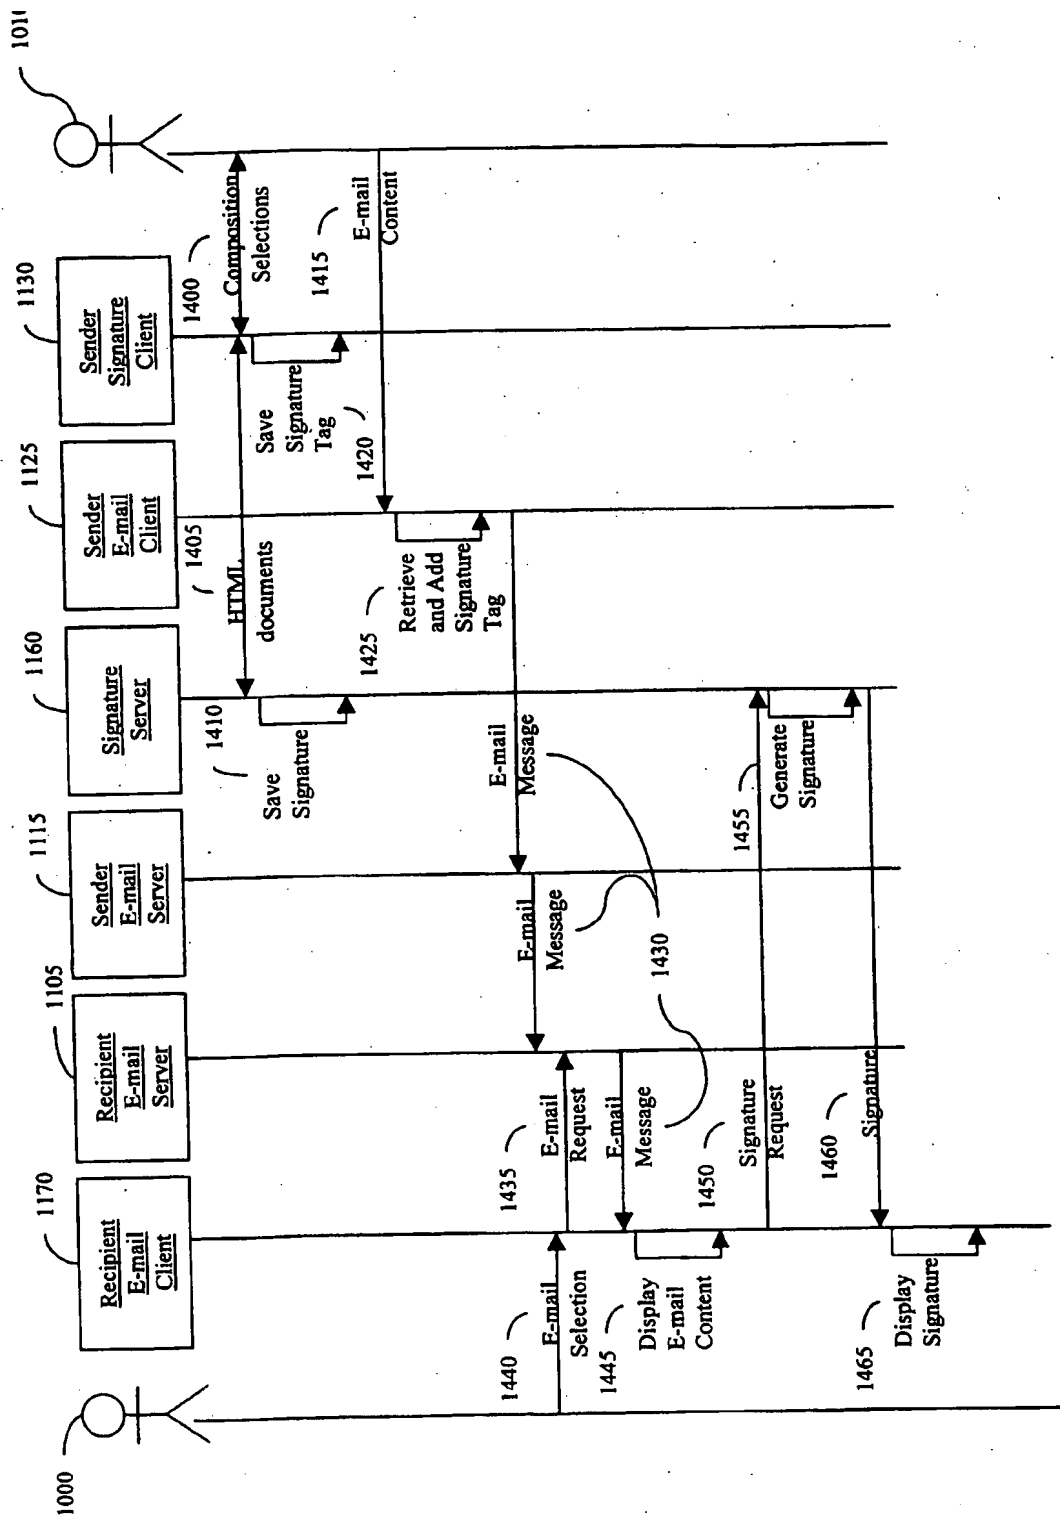 1000
1170
1105
1115
1160
1125
1130
1010
Recipient
E-mail
Client
Recipient
E-mail
Server
Sender
E-mail
Server
Signature
Server
Sender
E-mail
Client
Sender
Signature
Client
1400
Composition
Selections
1405
HTML
documents
1410
Save
Signature
Save
Signature
Tag
1415
E-mail
Content
1420
1425
Retrieve
and Add
Signature
Tag
E-mail
Message
E-mail
Message
1430
1435
E-mail
Request
1440
E-mail
Selection
E-mail
Message
1445
Display
E-mail
Content
1450
Signature
Request
1455
Generate
Signature
1460
Signature
1465
Display
Signature